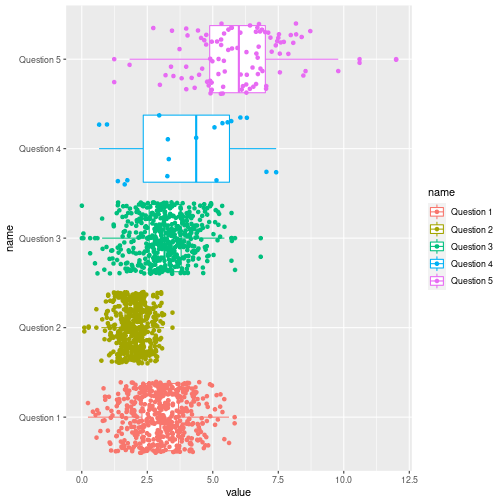 Question 5
Question 4
Question 3
Question 2
Question 1
name
0.0
2.5
5.0
7.5
10.0
12.5
value
name
Question 1
Question 2
Question 3
Question 4
Question 5